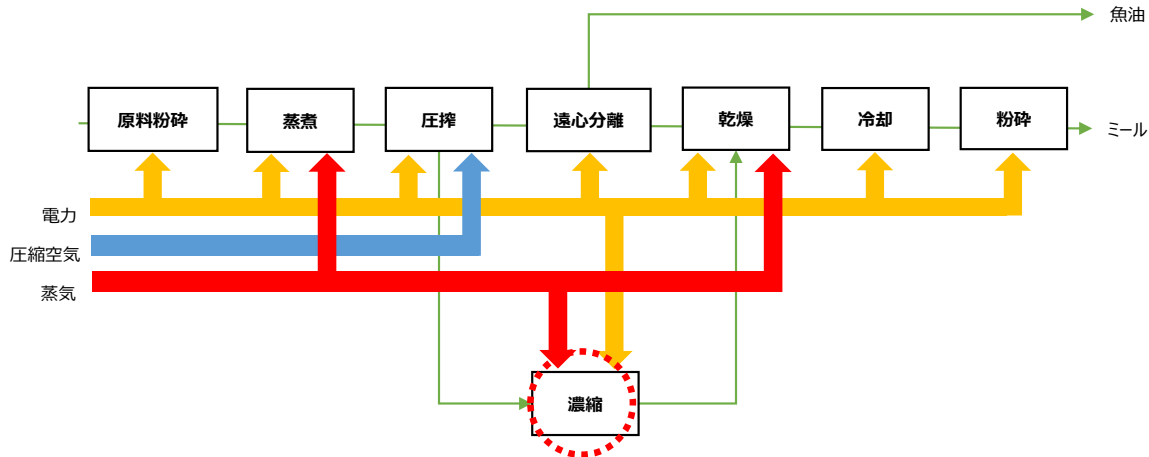 魚油
原料粉砕
蒸煮
圧搾
遠心分離
乾燥
冷却
粉砕
ミール
電力
圧縮空気
蒸気
濃縮